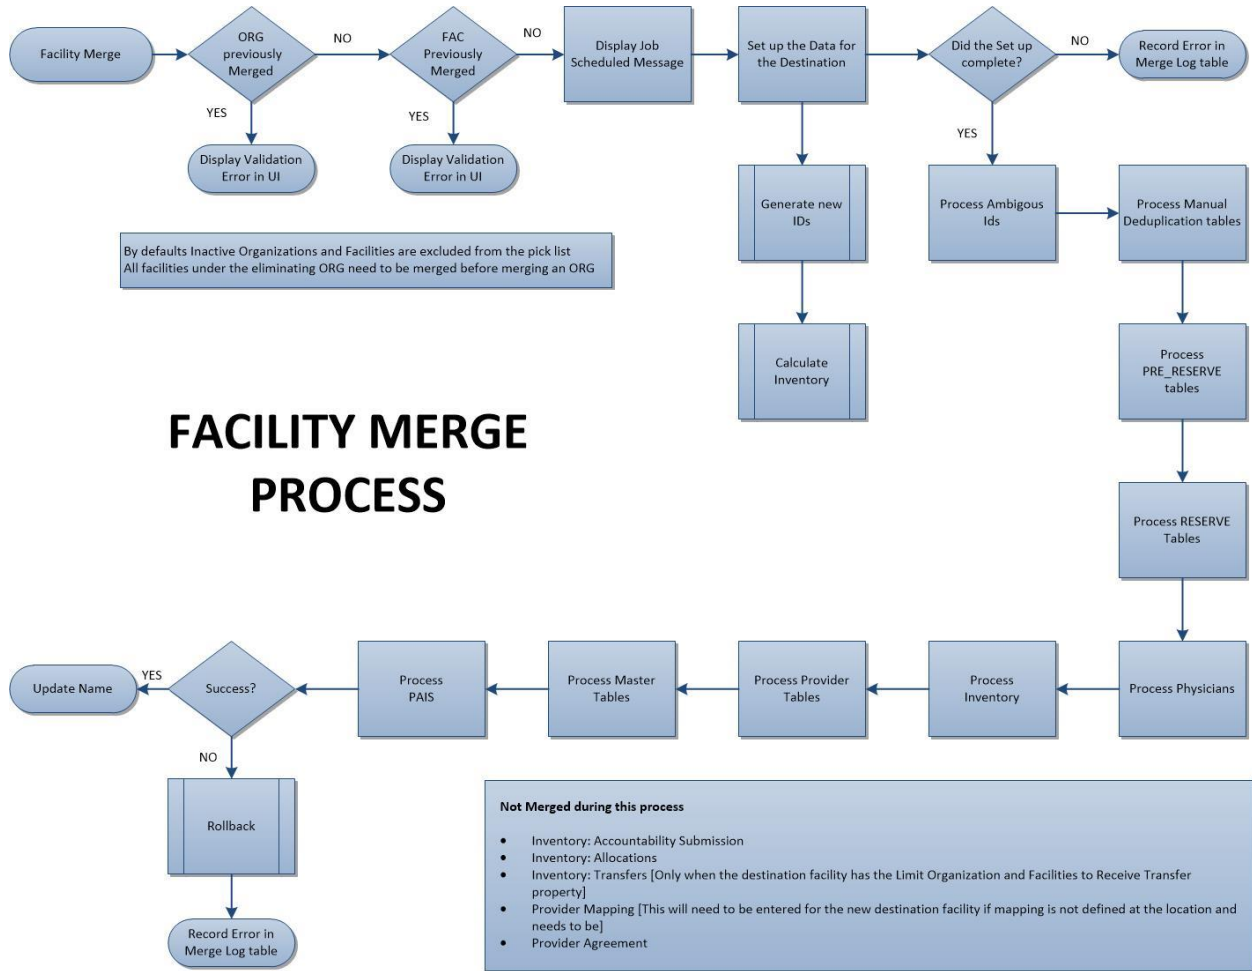 Facility Merge
ORG
previously
Merged
NO
FAC
Previously
Merged
NO
Display Job
Scheduled Message
Set up the Data for
the Destination
Did the Set up
complete?
NO
Record Error in
Merge Log table
YES
YES
YES
Display Validation
Error in UI
Display Validation
Error in UI
Generate new
IDs
Process Ambigous
Ids
Process Manual
Deduplication tables
By defaults Inactive Organizations and Facilities are excluded from the pick list
All facilities under the eliminating ORG need to be merged before merging an ORG
Calculate
Inventory
Process
PRE_RESERVE
tables
FACILITY MERGE
PROCESS
Process RESERVE
Tables
Update Name
YES
Success?
Process
PAIS
Process Master
Tables
Process Provider
Tables
Process
Inventory
Process Physicians
NO
Rollback
Record Error in
Merge Log table
Not Merged during this process
• Inventory: Accountability Submission
• Inventory: Allocations
• Inventory: Transfers [Only when the destination facility has the Limit Organization and Facilities to Receive Transfer
property]
• Provider Mapping [This will need to be entered for the new destination facility if mapping is not defined at the location and
needs to be]
• Provider Agreement